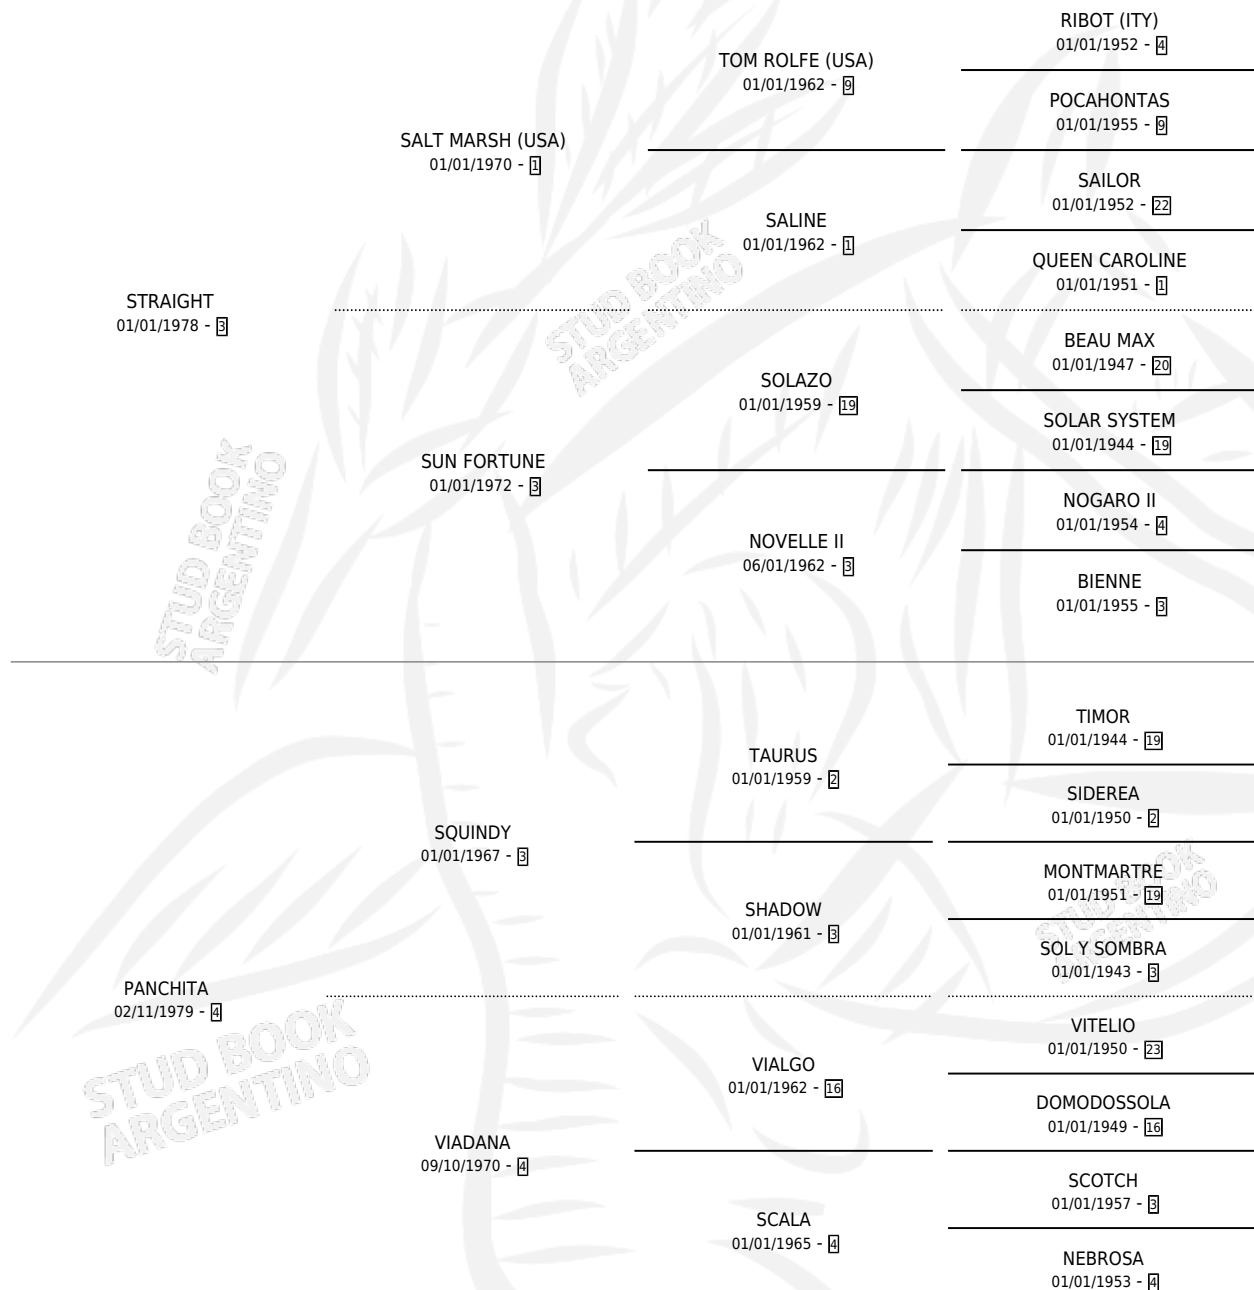 RIBOT (ITY)
01/01/1952 - 4
TOM ROLFE (USA)
01/01/1962 - 9
POCAHONTAS
01/01/1955 - 9
SALT MARSH (USA)
01/01/1970 - 1
SAILOR
01/01/1952 - 22
SALINE
01/01/1962 - 1
QUEEN CAROLINE
01/01/1951 - 1
STRAIGHT
01/01/1978 - 3
BEAU MAX
01/01/1947 - 20
SOLAZO
01/01/1959 - 19
SOLAR SYSTEM
01/01/1944 - 19
SUN FORTUNE
01/01/1972 - 3
NOGARO II
01/01/1954 - 4
NOVELLE II
06/01/1962 - 3
BIENNE
01/01/1955 - 3
TIMOR
01/01/1944 - 19
TAURUS
01/01/1959 - 2
SIDEREA
01/01/1950 - 2
SQUINDY
01/01/1967 - 3
MONTMARTRE
01/01/1951 - 19
SHADOW
01/01/1961 - 3
SOL Y SOMBRA
01/01/1943 - 3
PANCHITA
02/11/1979 - 4
VITELIO
01/01/1950 - 23
VIALGO
01/01/1962 - 16
DOMODOSSOLA
01/01/1949 - 16
VIADANA
09/10/1970 - 4
SCOTCH
01/01/1957 - 3
SCALA
01/01/1965 - 4
NEBROSA
01/01/1953 - 4
STUD BOOK
ARGENTINO
STUD BOOK
ARGENTINO
STUD BOOK
ARGENTINO
STUD BOOK
ARGENTINO